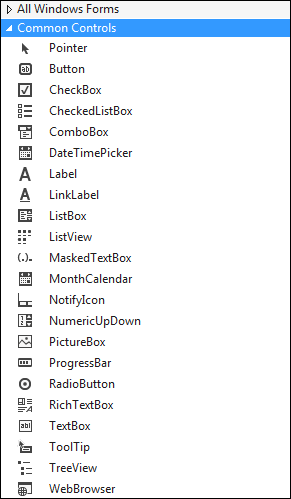 All Windows Forms
Common Controls
Pointer
Button
CheckBox
CheckedListBox
ComboBox
DateTimePicker
Label
LinkLabel
ListBox
ListView
MaskedTextBox
MonthCalendar
NotifyIcon
NumericUpDown
PictureBox
ProgressBar
RadioButton
RichTextBox
TextBox
ToolTip
TreeView
WebBrowser